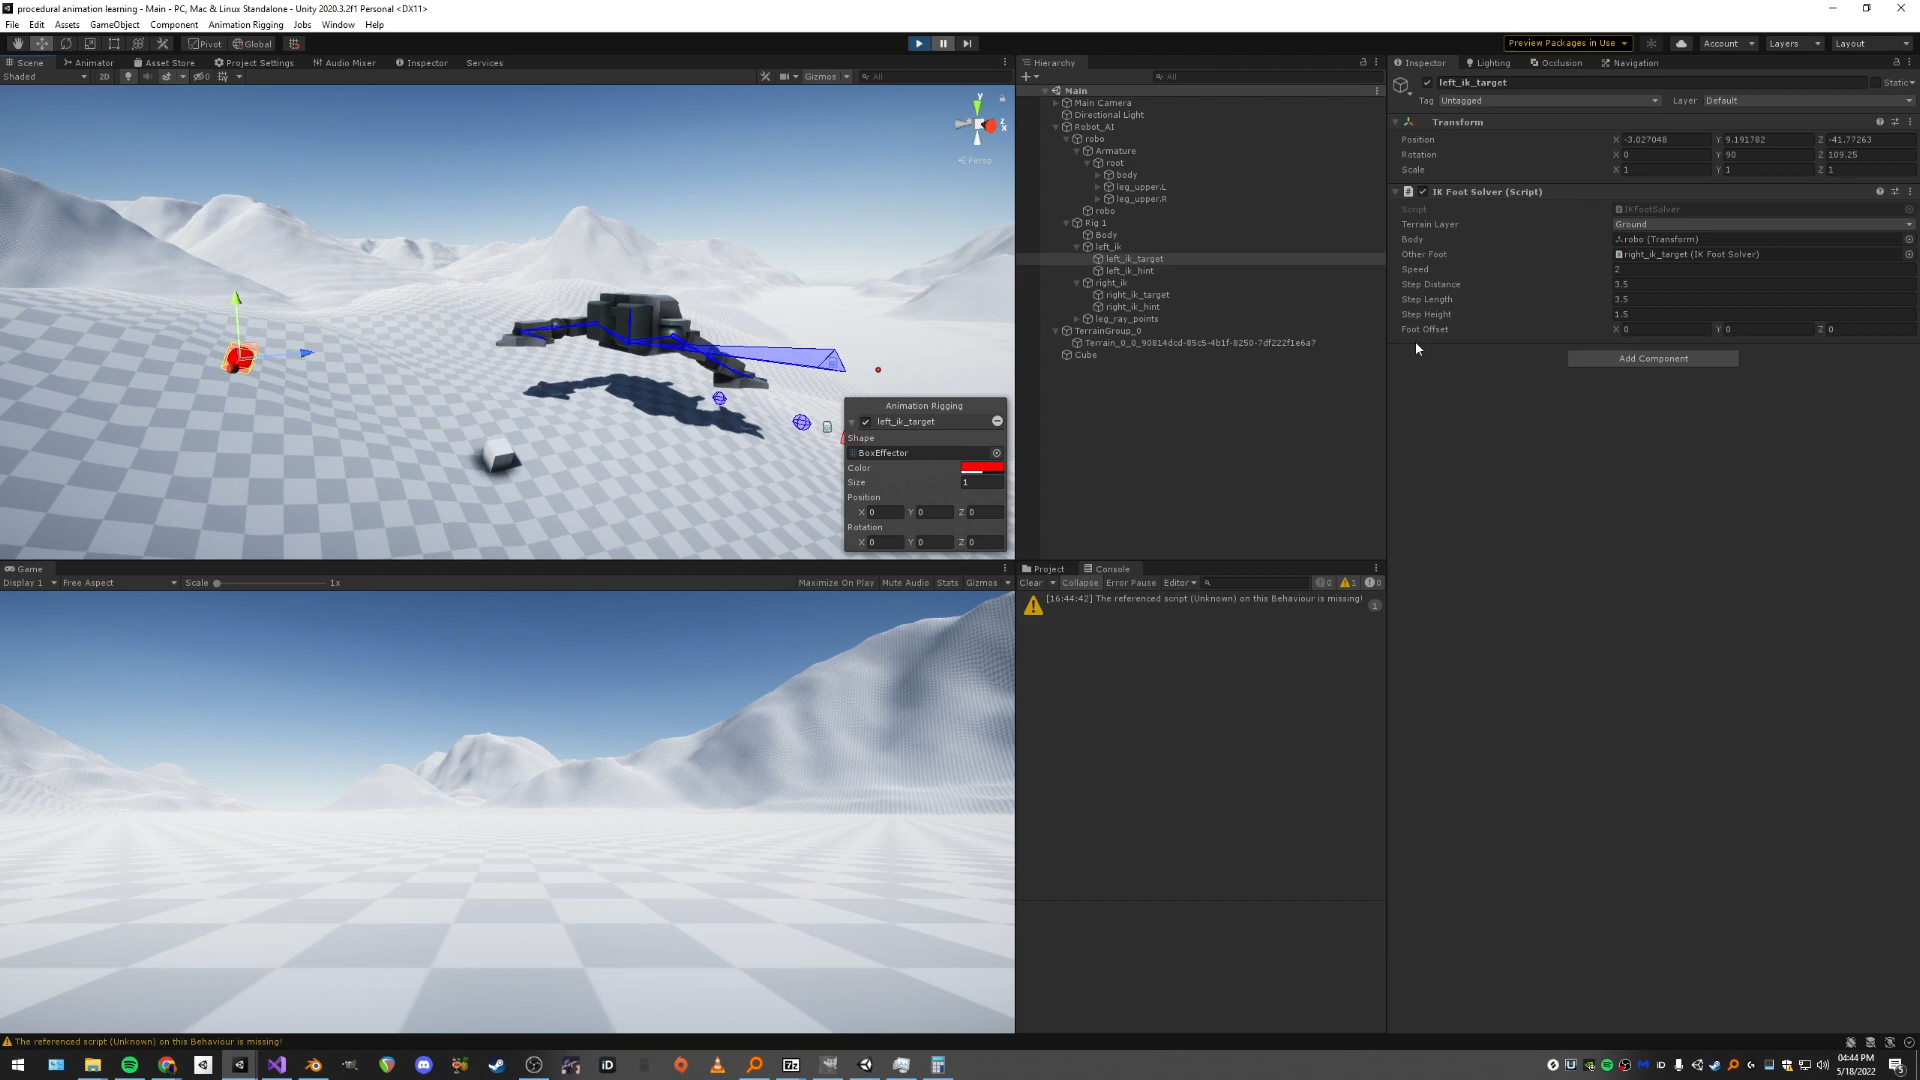 procedural animation learning - Main - PC, Mac & Linux Standalone - Unity 2020.3.2f1 Personal <DX11>
File Edit Assets GameObject Component Animation Rigging Jobs Window Help
Pivot Global Preview Packages in Use Account Layers Layout
Scene Animator Asset Store Project Settings Audio Mixer Inspector Services
Shaded 2D 0 Gizmos All
y
z
Persp
Animation Rigging
left_ik_target
Shape
BoxEffector
Color
Size 1
Position
X 0 Y 0 Z 0
Rotation
X 0 Y 0 Z 0
Hierarchy
All
Main
Main Camera
Directional Light
Robot_AI
robo
Armature
root
body
leg_upper.L
leg_upper.R
robo
Rig 1
Body
left_ik
left_ik_target
left_ik_hint
right_ik
right_ik_target
right_ik_hint
leg_ray_points
TerrainGroup_0
Terrain_0_0_90814dcd-85c5-4b1f-8250-7df222f1e6a7
Cube
Inspector Lighting Occlusion Navigation
left_ik_target Static
Tag Untagged Layer Default
Transform
Position X -3.027048 Y 9.191782 Z -41.77263
Rotation X 0 Y 90 Z 109.25
Scale X 1 Y 1 Z 1
IK Foot Solver (Script)
Script IKFootSolver
Terrain Layer Ground
Body robo (Transform)
Other Foot right_ik_target (IK Foot Solver)
Speed 2
Step Distance 3.5
Step Length 3.5
Step Height 1.5
Foot Offset X 0 Y 0 Z 0
Add Component
Game
Display 1 Free Aspect Scale 1x Maximize On Play Mute Audio Stats Gizmos
Project Console
Clear Collapse Error Pause Editor 0 1 0
[16:44:42] The referenced script (Unknown) on this Behaviour is missing!
1
The referenced script (Unknown) on this Behaviour is missing!
04:44 PM
5/18/2022